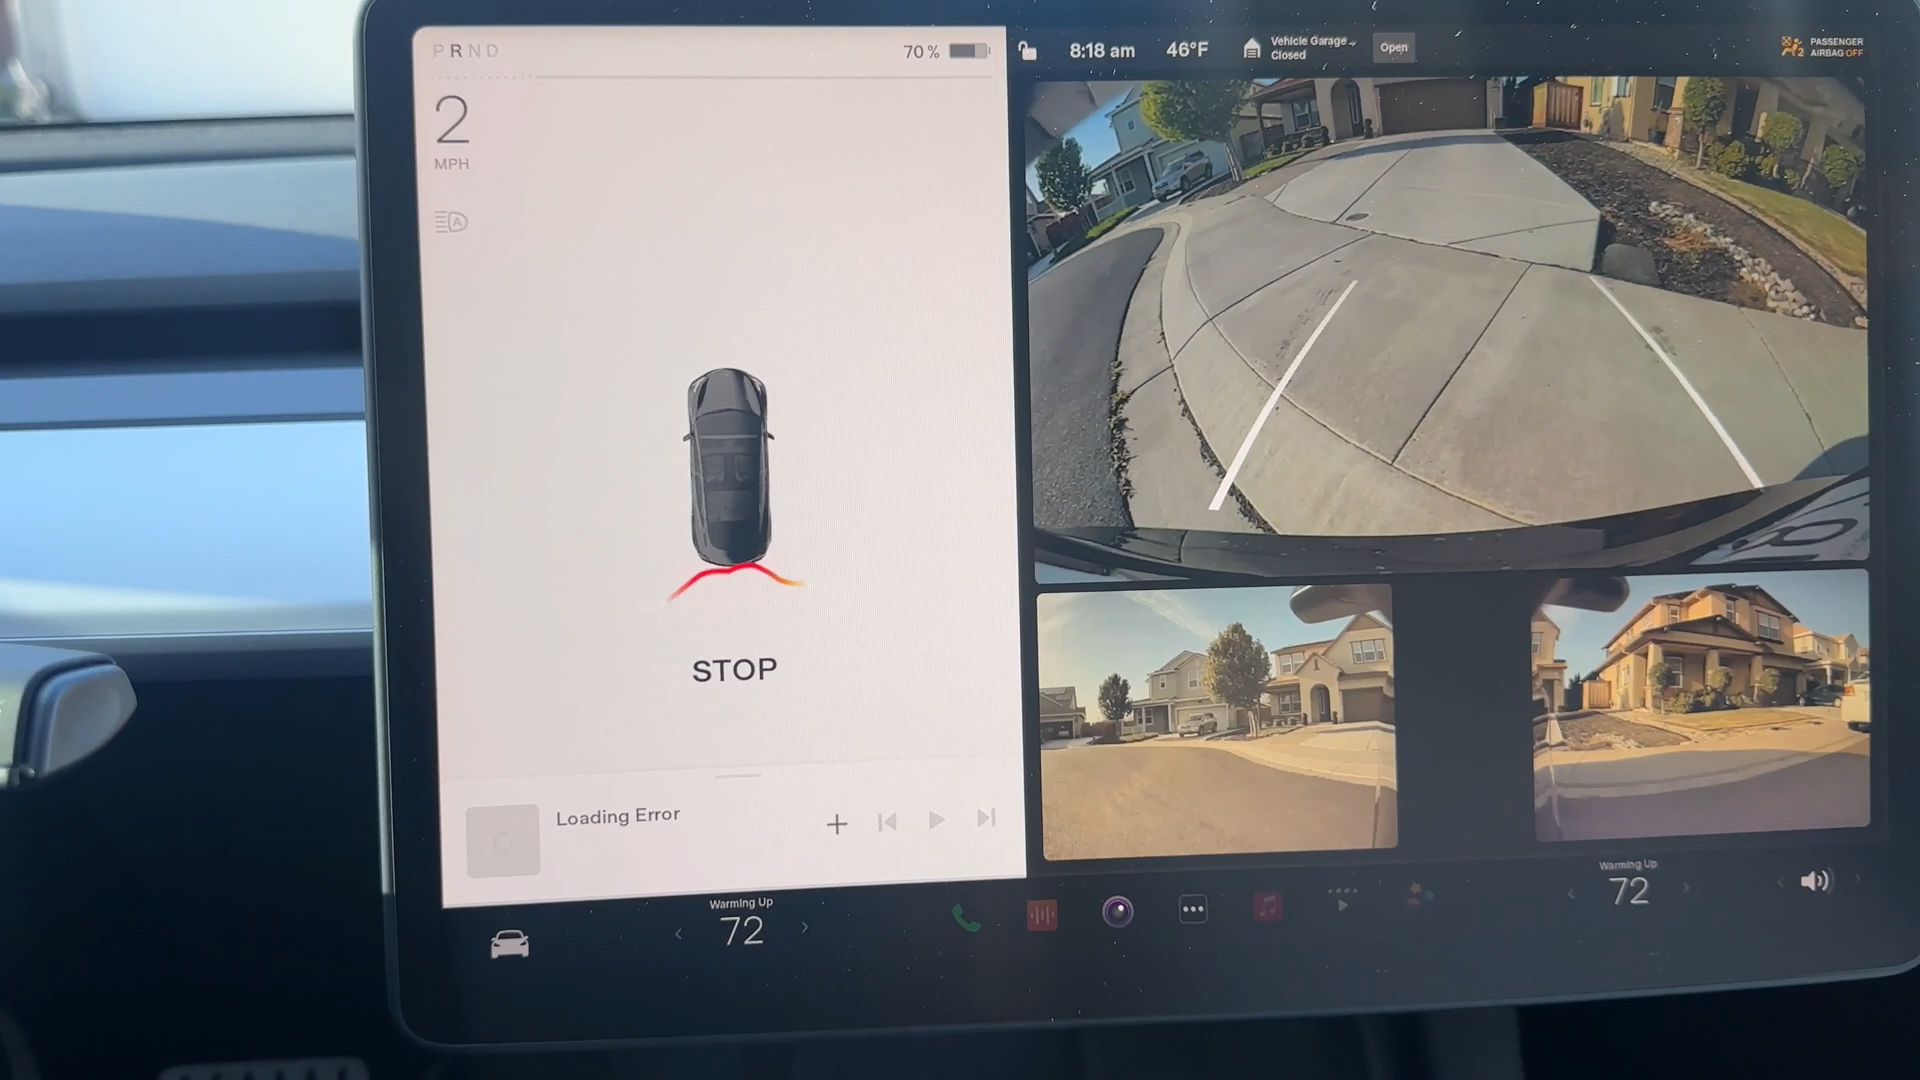 PRND
70%
2
MPH
A
STOP
Loading Error
8:18 am
46°F
Vehicle Garage
Closed
Open
PASSENGER
AIRBAG OFF
Warming Up
72
Warming Up
72